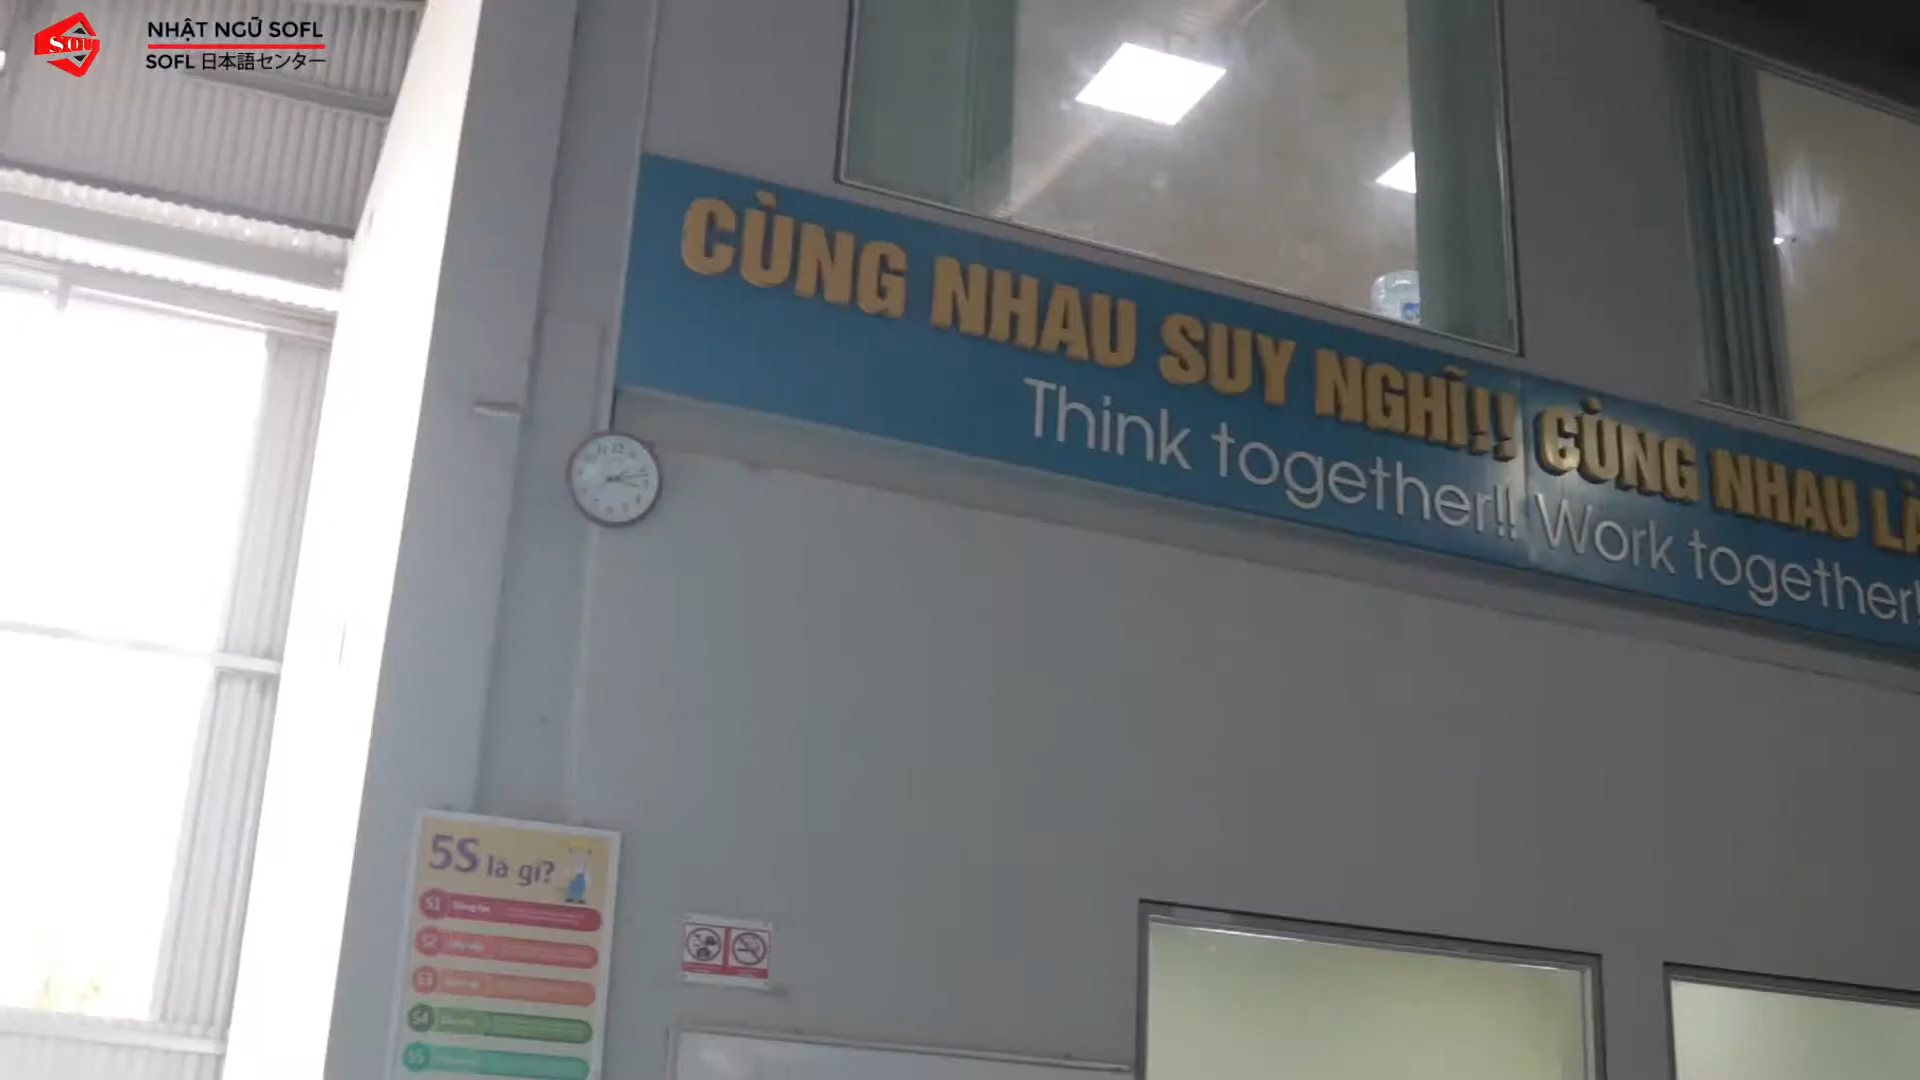 SOFL
NHẬT NGỮ SOFL
SOFL 日本語センター
CÙNG NHAU SUY NGHĨ!! CÙNG NHAU LÀ
Think together!! Work together!
5S là gì?
S1
S2
S3
S4
S5